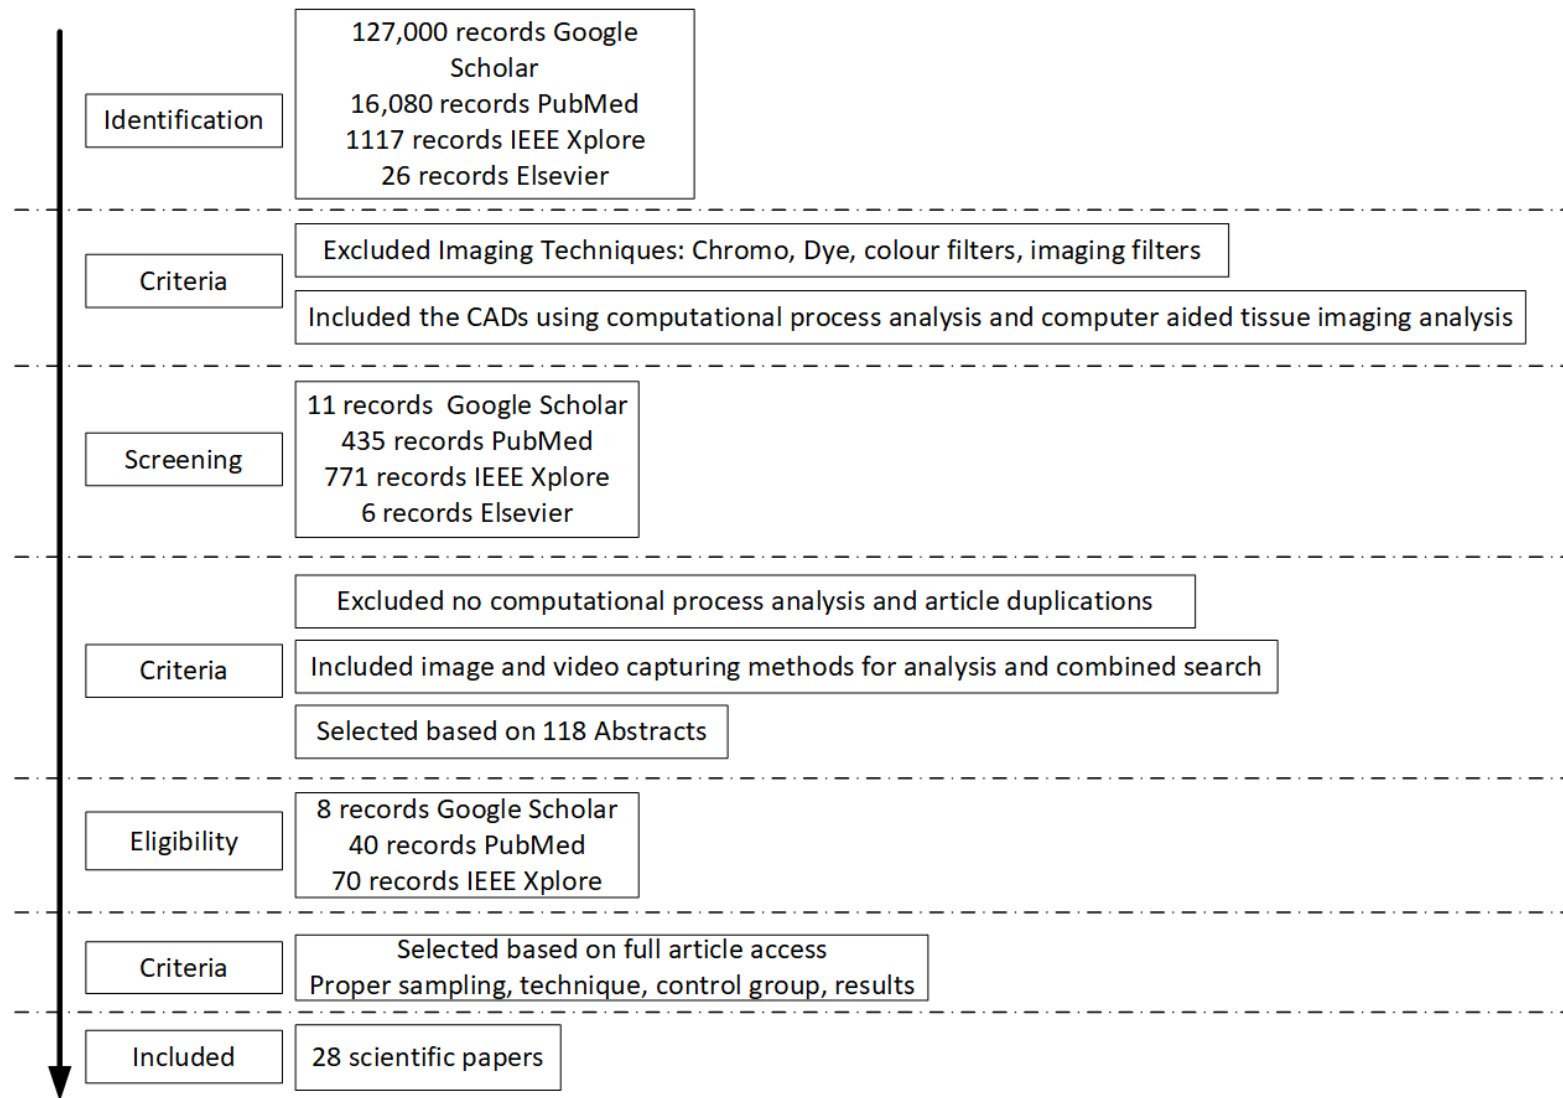 Identification
127,000 records Google
Scholar
16,080 records PubMed
1117 records IEEE Xplore
26 records Elsevier
Criteria
Excluded Imaging Techniques: Chromo, Dye, colour filters, imaging filters
Included the CADs using computational process analysis and computer aided tissue imaging analysis
Screening
11 records Google Scholar
435 records PubMed
771 records IEEE Xplore
6 records Elsevier
Criteria
Excluded no computational process analysis and article duplications
Included image and video capturing methods for analysis and combined search
Selected based on 118 Abstracts
Eligibility
8 records Google Scholar
40 records PubMed
70 records IEEE Xplore
Criteria
Selected based on full article access
Proper sampling, technique, control group, results
Included
28 scientific papers